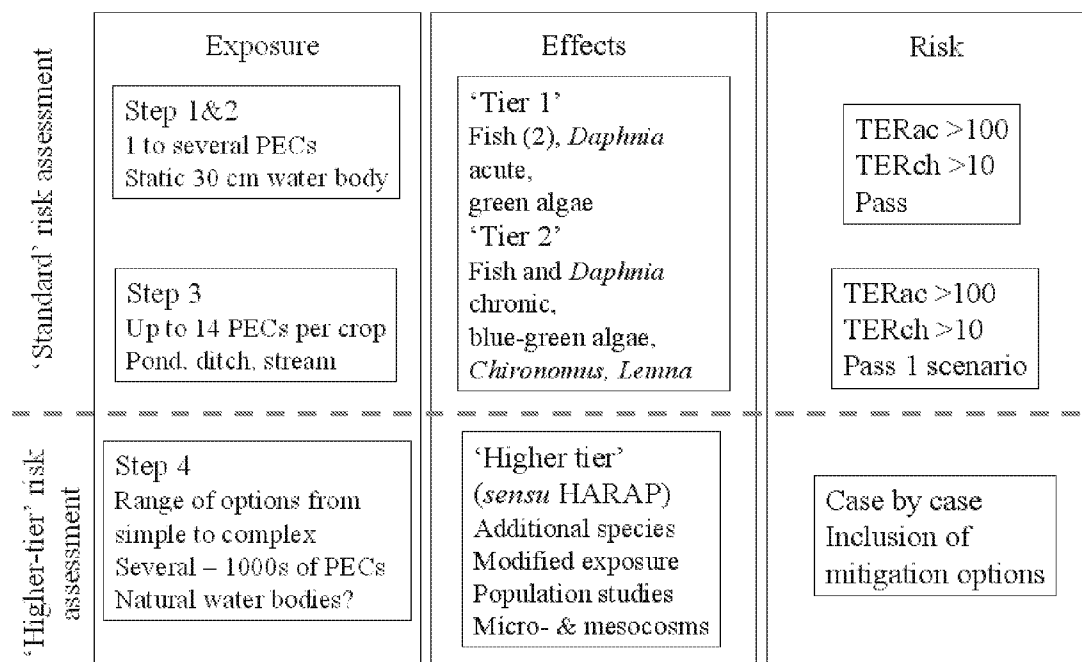 Exposure
Effects
Risk
'Standard' risk assessment
Step 1&2
1 to several PECs
Static 30 cm water body
Step 3
Up to 14 PECs per crop
Pond, ditch, stream
'Tier 1'
Fish (2), Daphnia
acute,
green algae
'Tier 2'
Fish and Daphnia
chronic,
blue-green algae,
Chironomus, Lemna
TERac >100
TERch >10
Pass
TERac >100
TERch >10
Pass 1 scenario
'Higher-tier' risk
assessment
Step 4
Range of options from
simple to complex
Several – 1000s of PECs
Natural water bodies?
'Higher tier'
(sensu HARAP)
Additional species
Modified exposure
Population studies
Micro- & mesocosms
Case by case
Inclusion of
mitigation options